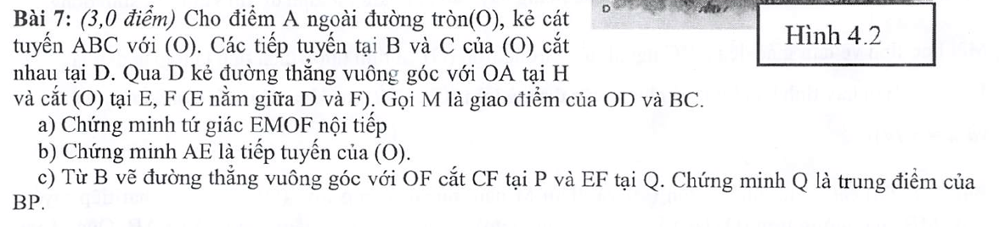 D
Hình 4.2
Bài 7: (3,0 điểm) Cho điểm A ngoài đường tròn(O), kẻ cát
tuyến ABC với (O). Các tiếp tuyến tại B và C của (O) cắt
nhau tại D. Qua D kẻ đường thẳng vuông góc với OA tại H
và cắt (O) tại E, F (E nằm giữa D và F). Gọi M là giao điểm của OD và BC.
a) Chứng minh tứ giác EMOF nội tiếp
b) Chứng minh AE là tiếp tuyến của (O).
c) Từ B vẽ đường thẳng vuông góc với OF cắt CF tại P và EF tại Q. Chứng minh Q là trung điểm của
BP.